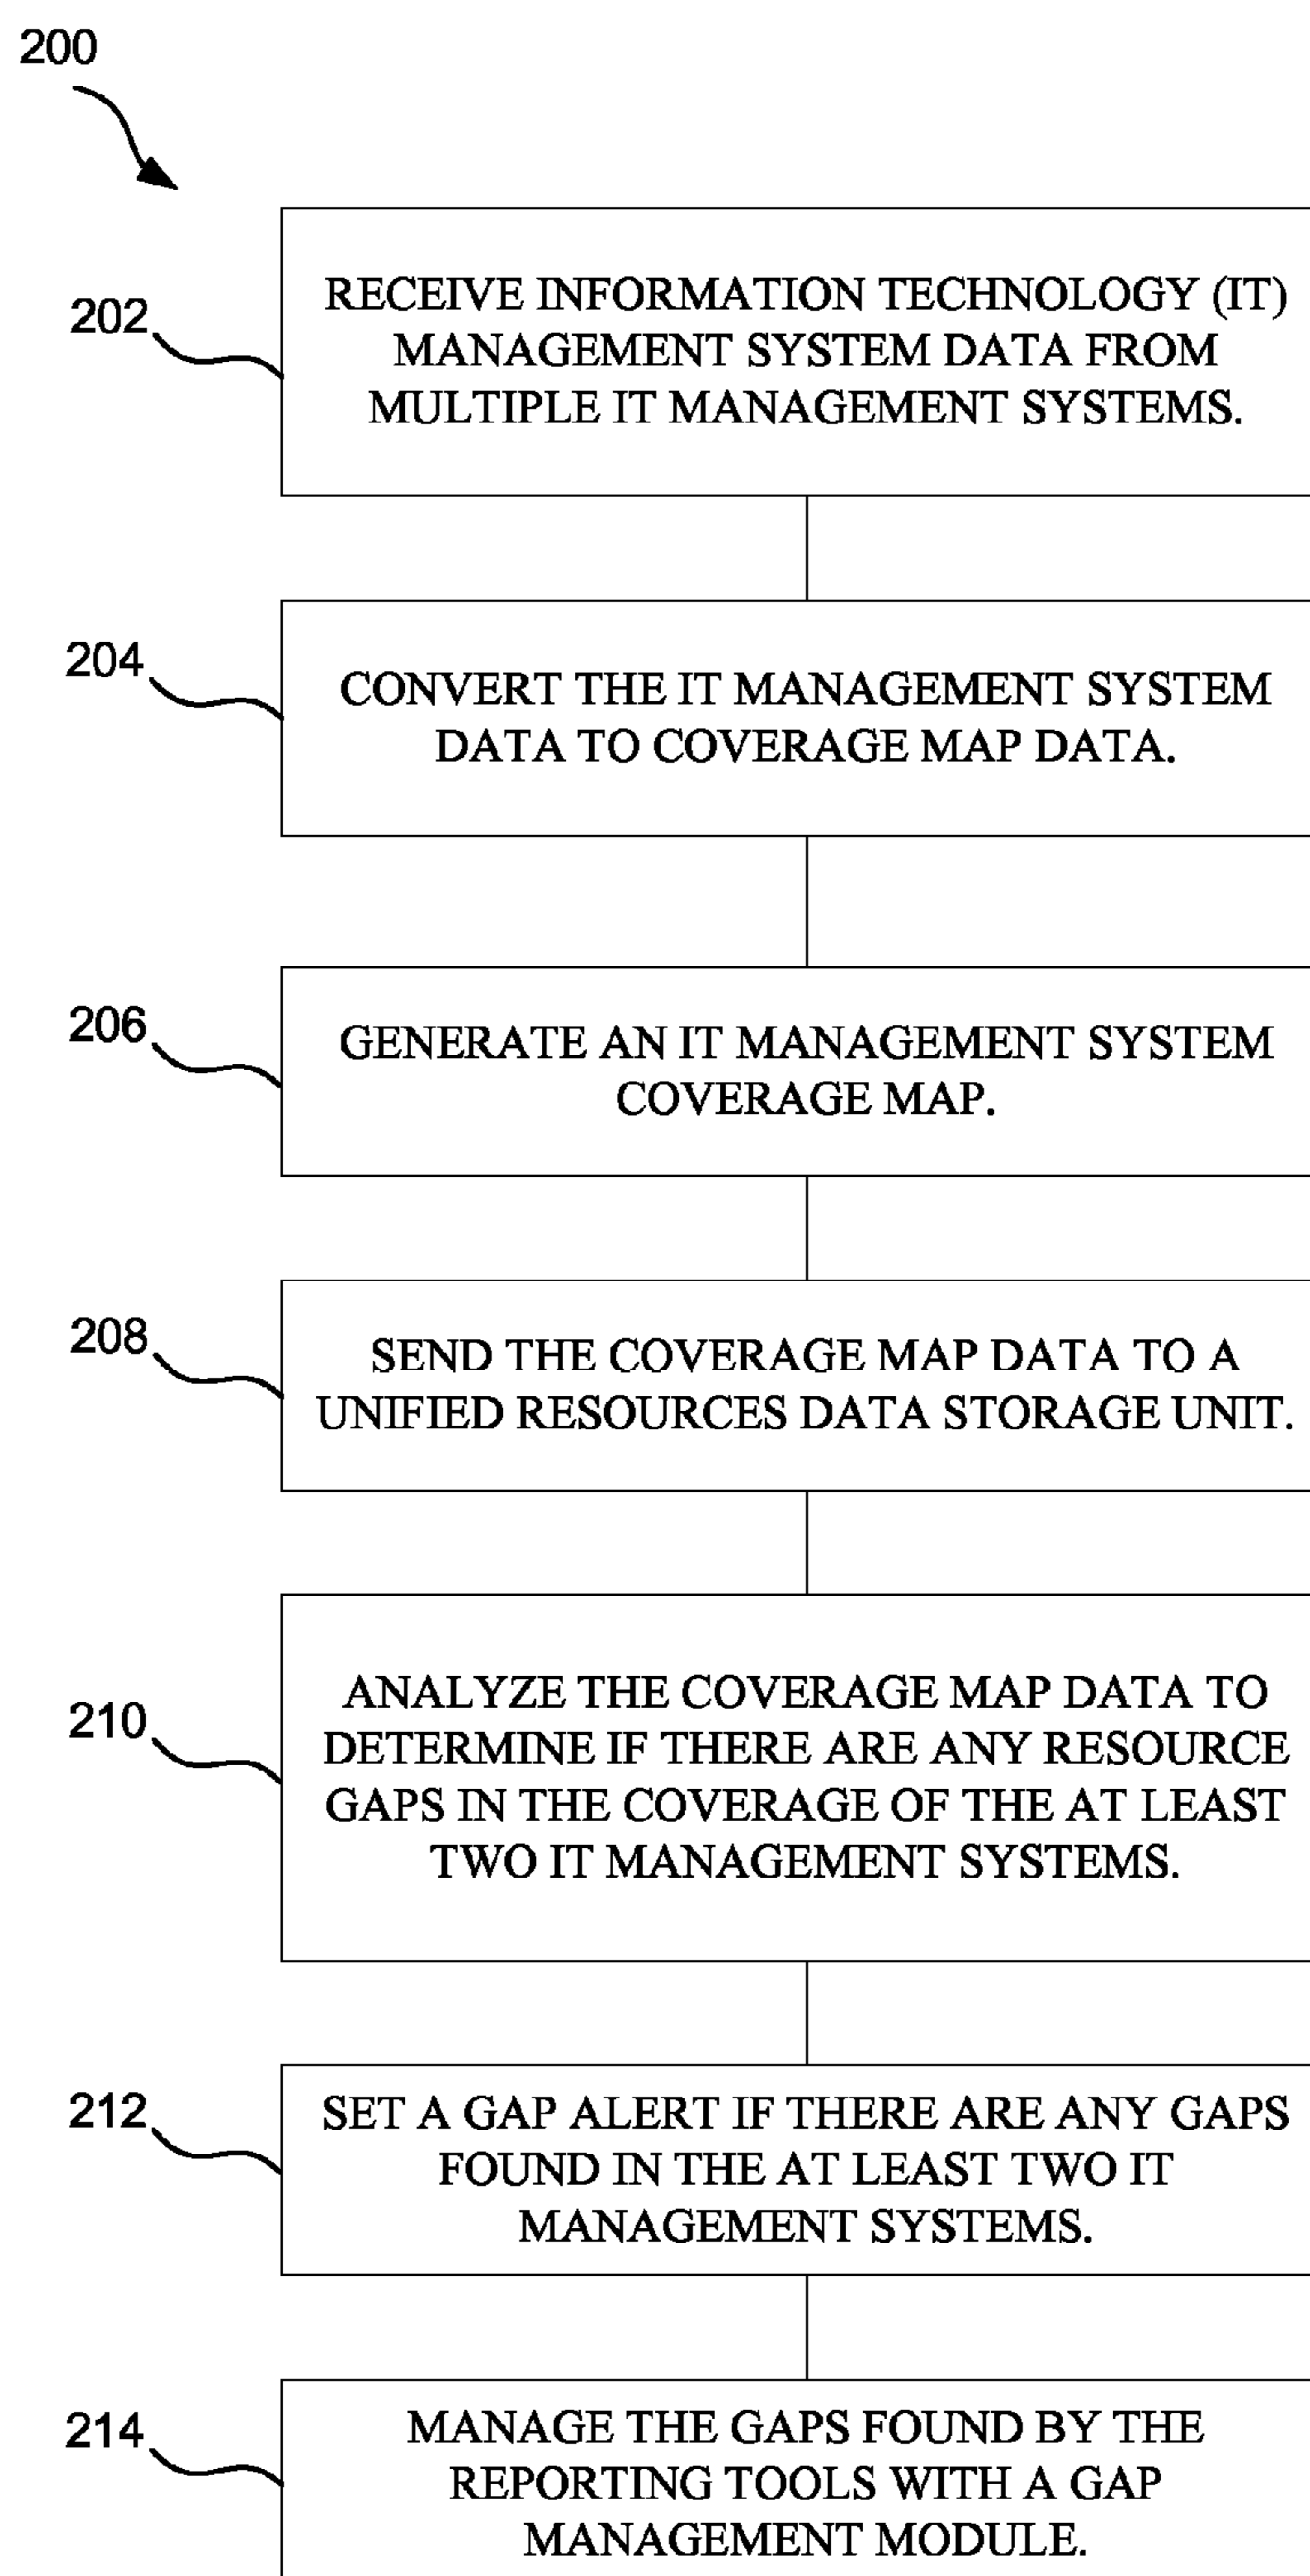 200
202
RECEIVE INFORMATION TECHNOLOGY (IT)
MANAGEMENT SYSTEM DATA FROM
MULTIPLE IT MANAGEMENT SYSTEMS.
204
CONVERT THE IT MANAGEMENT SYSTEM
DATA TO COVERAGE MAP DATA.
206
GENERATE AN IT MANAGEMENT SYSTEM
COVERAGE MAP.
208
SEND THE COVERAGE MAP DATA TO A
UNIFIED RESOURCES DATA STORAGE UNIT.
210
ANALYZE THE COVERAGE MAP DATA TO
DETERMINE IF THERE ARE ANY RESOURCE
GAPS IN THE COVERAGE OF THE AT LEAST
TWO IT MANAGEMENT SYSTEMS.
212
SET A GAP ALERT IF THERE ARE ANY GAPS
FOUND IN THE AT LEAST TWO IT
MANAGEMENT SYSTEMS.
214
MANAGE THE GAPS FOUND BY THE
REPORTING TOOLS WITH A GAP
MANAGEMENT MODULE.